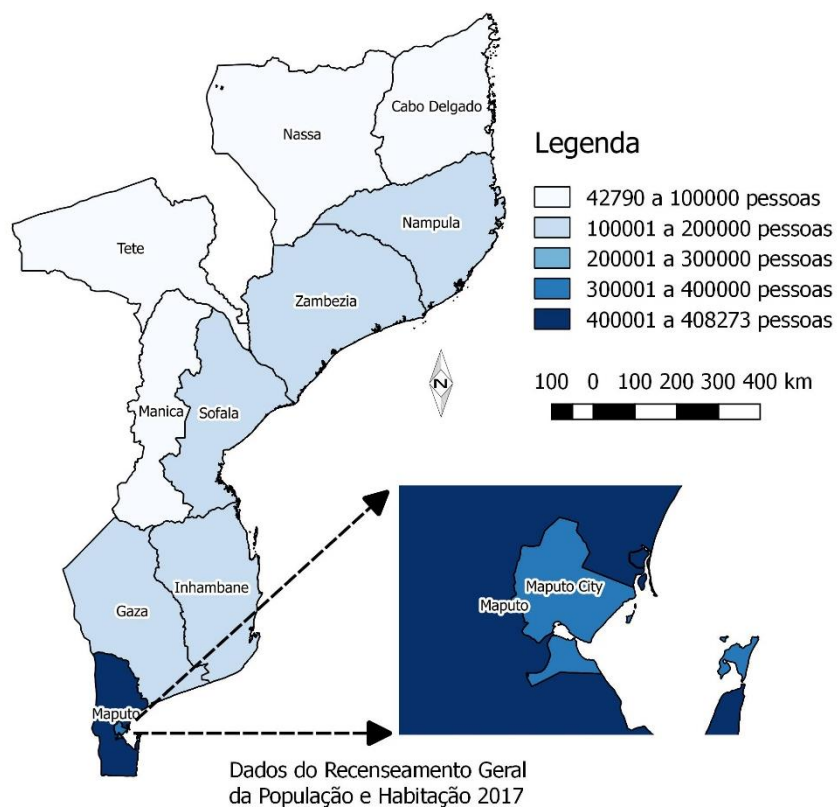 Cabo Delgado
Nassa
Nampula
Tete
Zambezia
Manica
Sofala
Inhambane
Gaza
Maputo
Legenda
42790 a 100000 pessoas
100001 a 200000 pessoas
200001 a 300000 pessoas
300001 a 400000 pessoas
400001 a 408273 pessoas
N
100 0 100 200 300 400 km
Maputo City
Maputo
Dados do Recenseamento Geral
da População e Habitação 2017